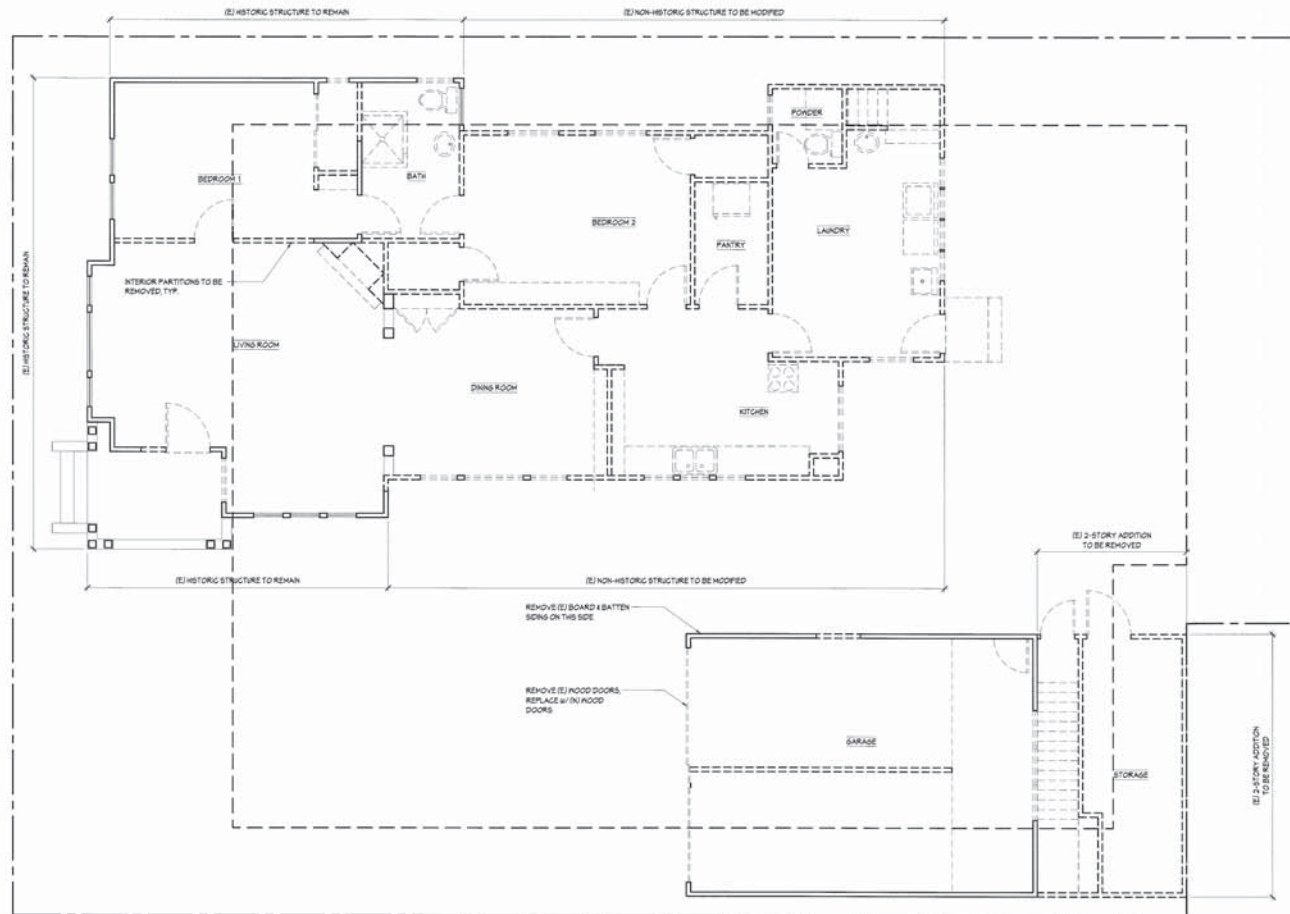 (E) HISTORIC STRUCTURE TO REMAIN
(E) NON-HISTORIC STRUCTURE TO BE MODIFIED
POWDER
BEDROOM 1
BATH
BEDROOM 2
PANTRY
LAUNDRY
(E) HISTORIC STRUCTURE TO REMAIN
INTERIOR PARTITIONS TO BE
REMOVED, TYP.
LIVING ROOM
DINING ROOM
KITCHEN
(E) 2-STORY ADDITION
TO BE REMOVED
(E) HISTORIC STRUCTURE TO REMAIN
(E) NON-HISTORIC STRUCTURE TO BE MODIFIED
REMOVE (E) BOARD & BATTEN
SIDING ON THIS SIDE
REMOVE (E) WOOD DOORS,
REPLACE w/ (N) WOOD
DOORS
GARAGE
STORAGE
(E) 2-STORY ADDITION
TO BE REMOVED